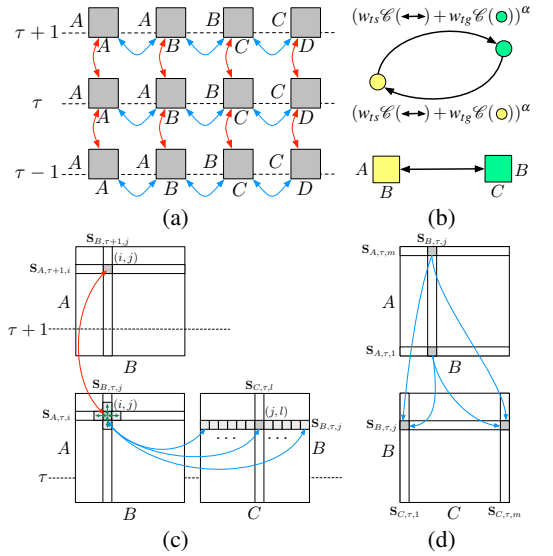 τ + 1
A A B C
A B C D
τ
A A B C
A B C D
τ − 1
A A B C
A B C D
(a)
(w_{ts}𝒞(↔) + w_{tg}𝒞(●))^α
(w_{ts}𝒞(↔) + w_{tg}𝒞(●))^α
A B
B C
(b)
S_{B,τ+1,j}
S_{A,τ+1,i}
(i, j)
A
τ + 1
B
S_{B,τ,j}
S_{A,τ,i}
(i, j)
A
τ
B
S_{C,τ,l}
(j, l)
S_{B,τ,j}
. . . . . .
B
C
(c)
S_{B,τ,j}
S_{A,τ,m}
A
S_{A,τ,1}
B
S_{B,τ,j}
B
S_{C,τ,1} C S_{C,τ,m}
(d)